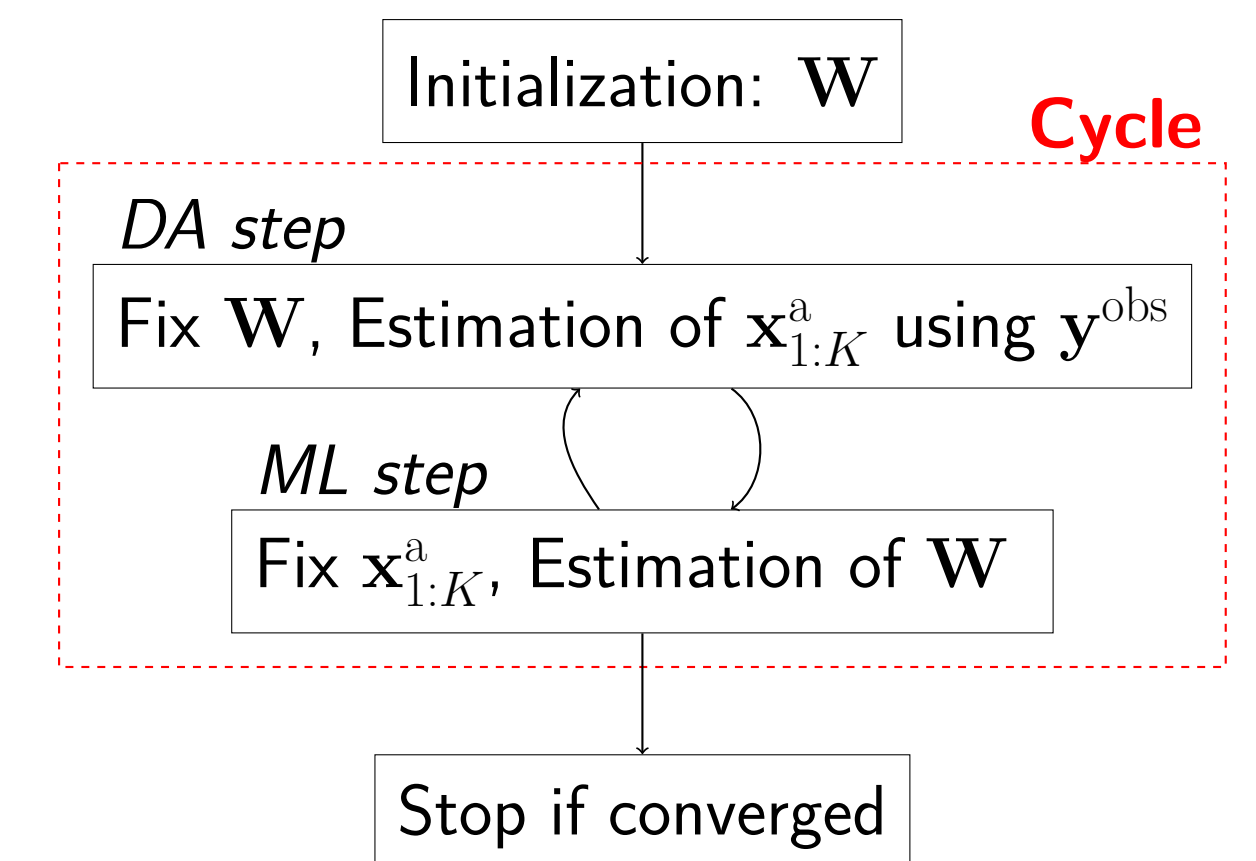 Initialization: W
Cycle
DA step
Fix W, Estimation of x^a_{1:K} using y^obs
ML step
Fix x^a_{1:K}, Estimation of W
Stop if converged